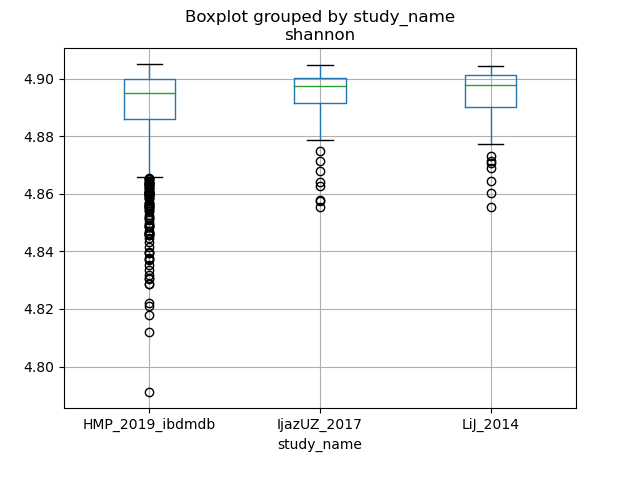 Boxplot grouped by study_name
shannon
4.90
4.88
4.86
4.84
4.82
4.80
HMP_2019_ibdmdb IjazUZ_2017 LiJ_2014
study_name